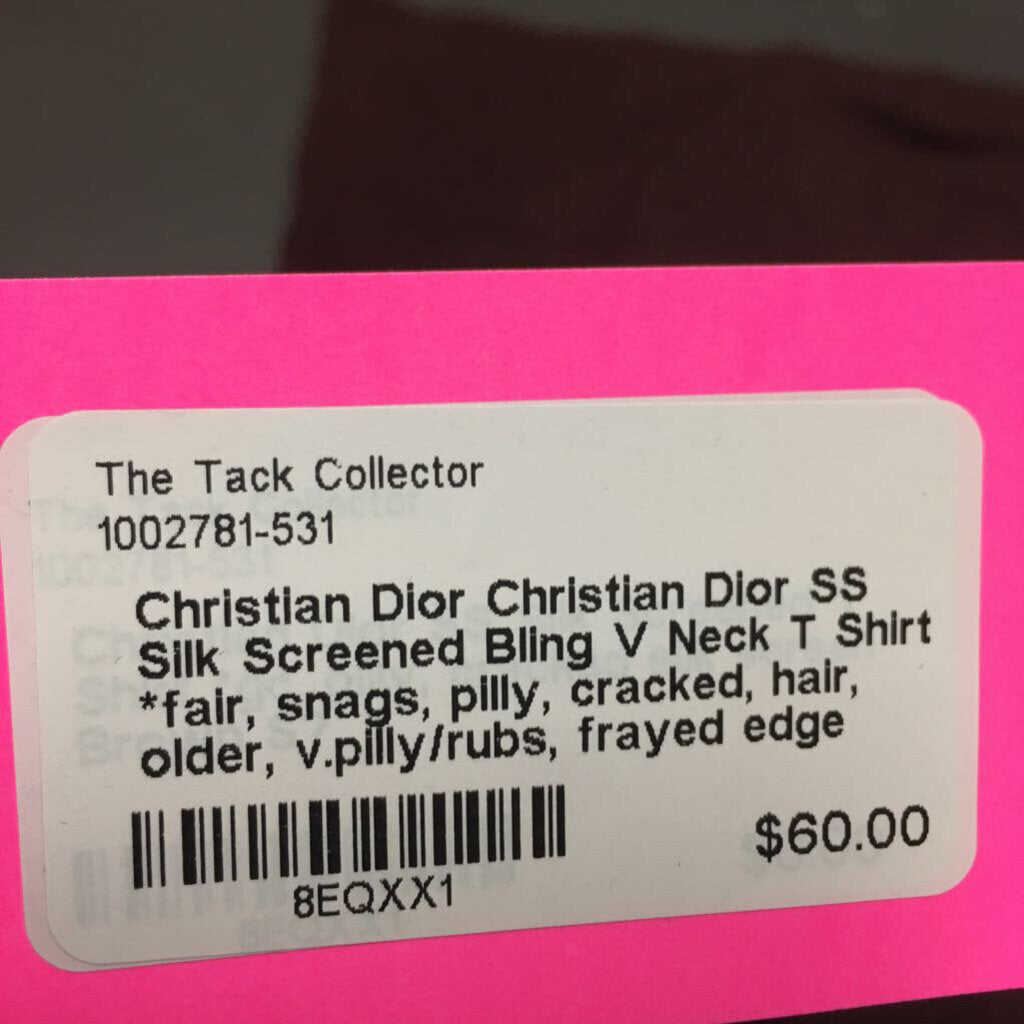 The Tack Collector
1002781-531
Christian Dior Christian Dior SS
Silk Screened Bling V Neck T Shirt
*fair, snags, pilly, cracked, hair,
older, v.pilly/rubs, frayed edge
$60.00
8EQXX1